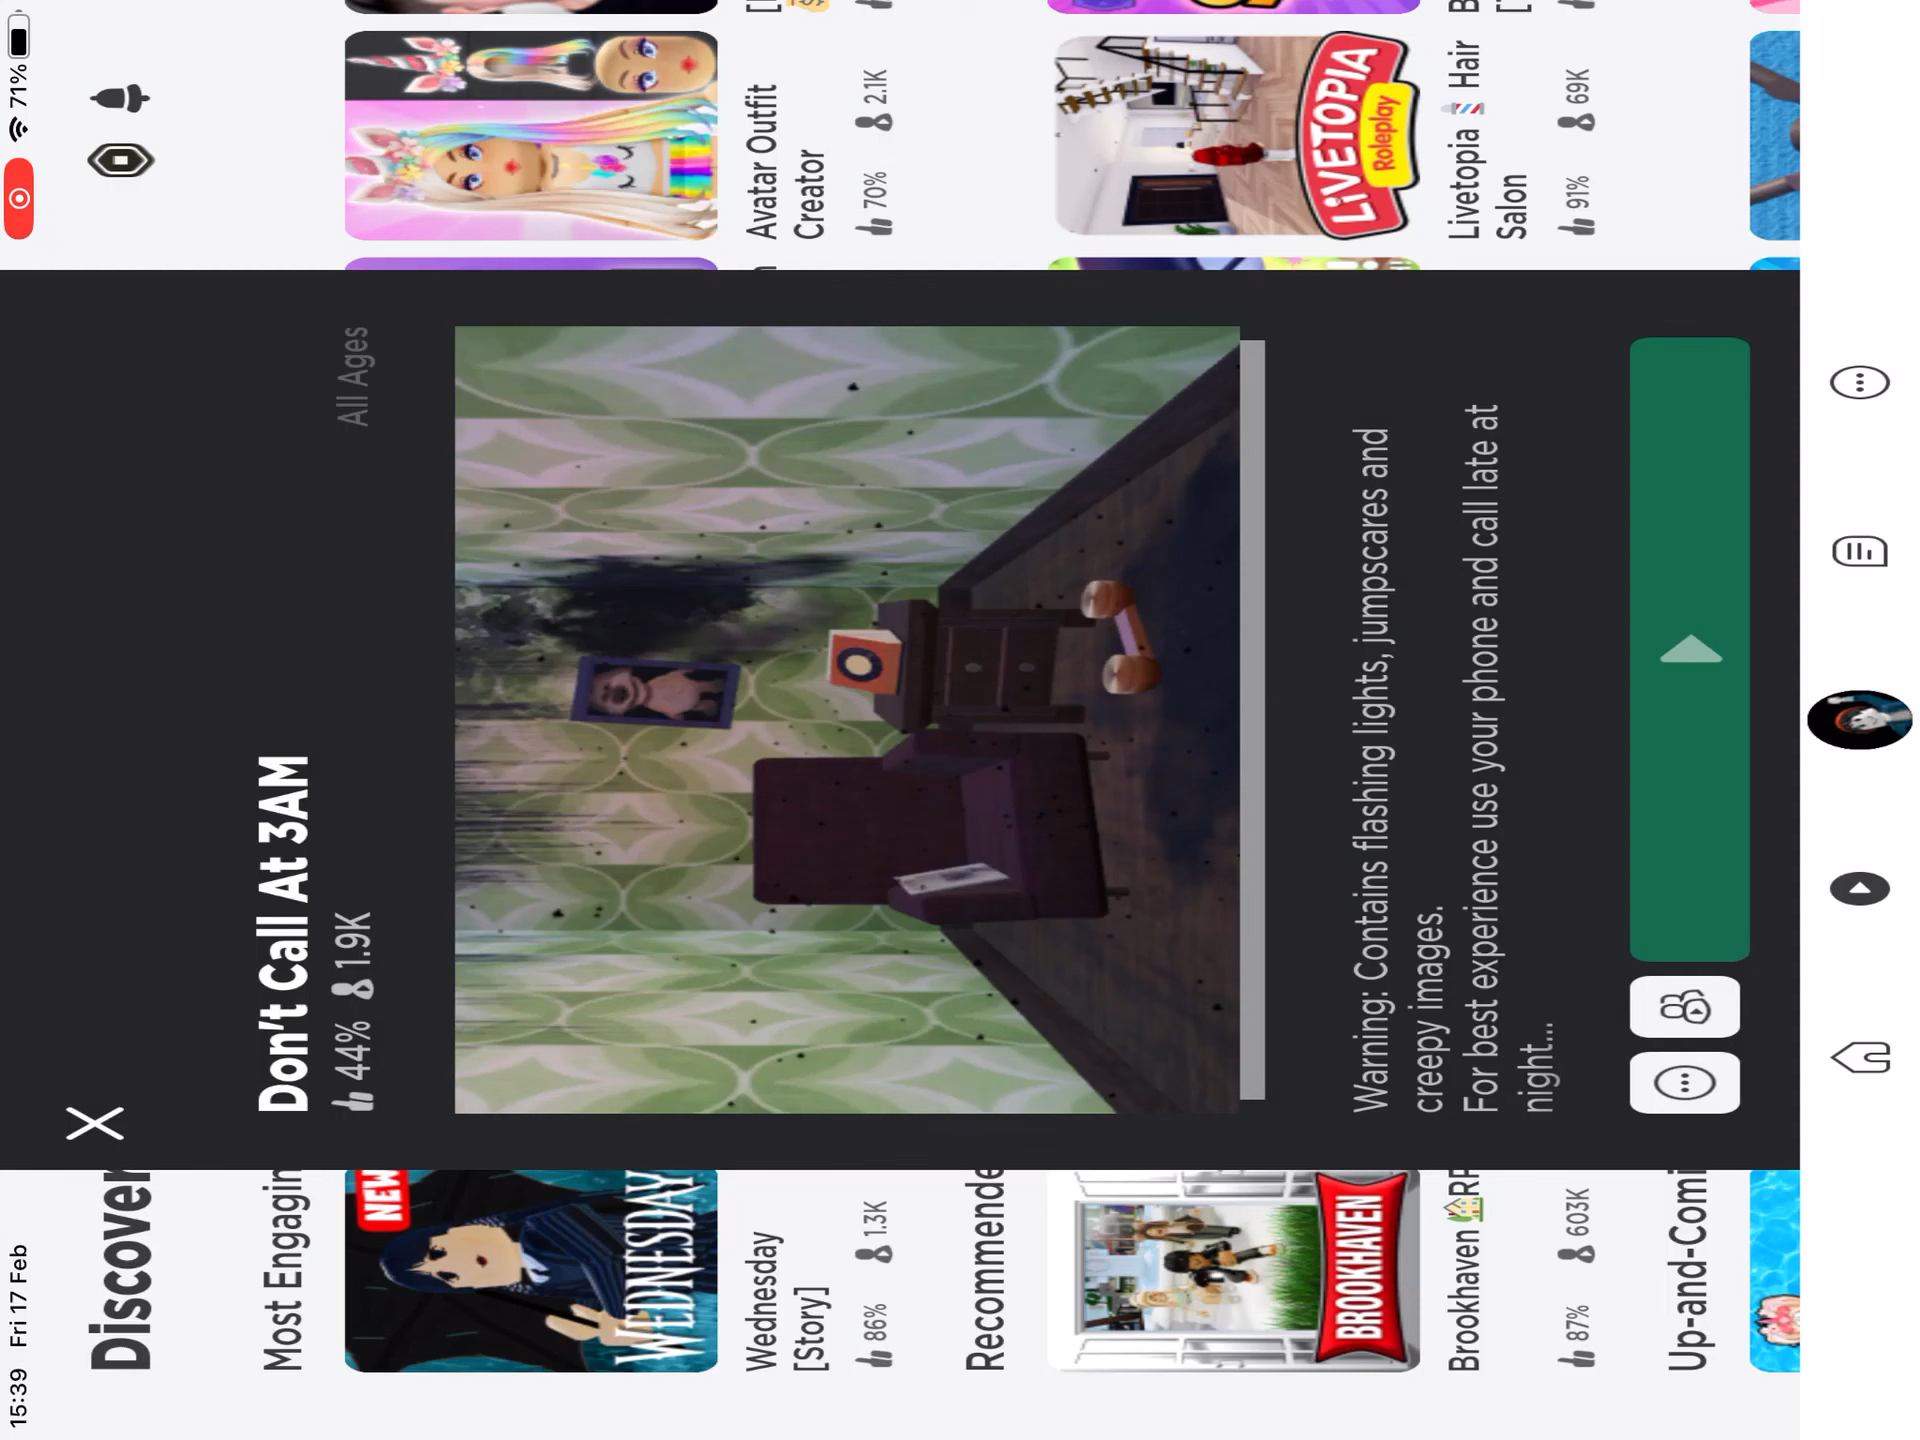 15:39 Fri 17 Feb
71%
Discover
Most Engagin
NEW
WEDNESDAY
Wednesday
[Story]
86% 1.3K
Avatar Outfit
Creator
70% 2.1K
Recommende
BROOKHAVEN
Brookhaven 🏡RP
87% 603K
LIVETOPIA
Roleplay
Livetopia 💈 Hair
Salon
91% 69K
Up-and-Comi
Don't Call At 3AM
44% 1.9K
All Ages
Warning: Contains flashing lights, jumpscares and
creepy images.
For best experience use your phone and call late at
night...